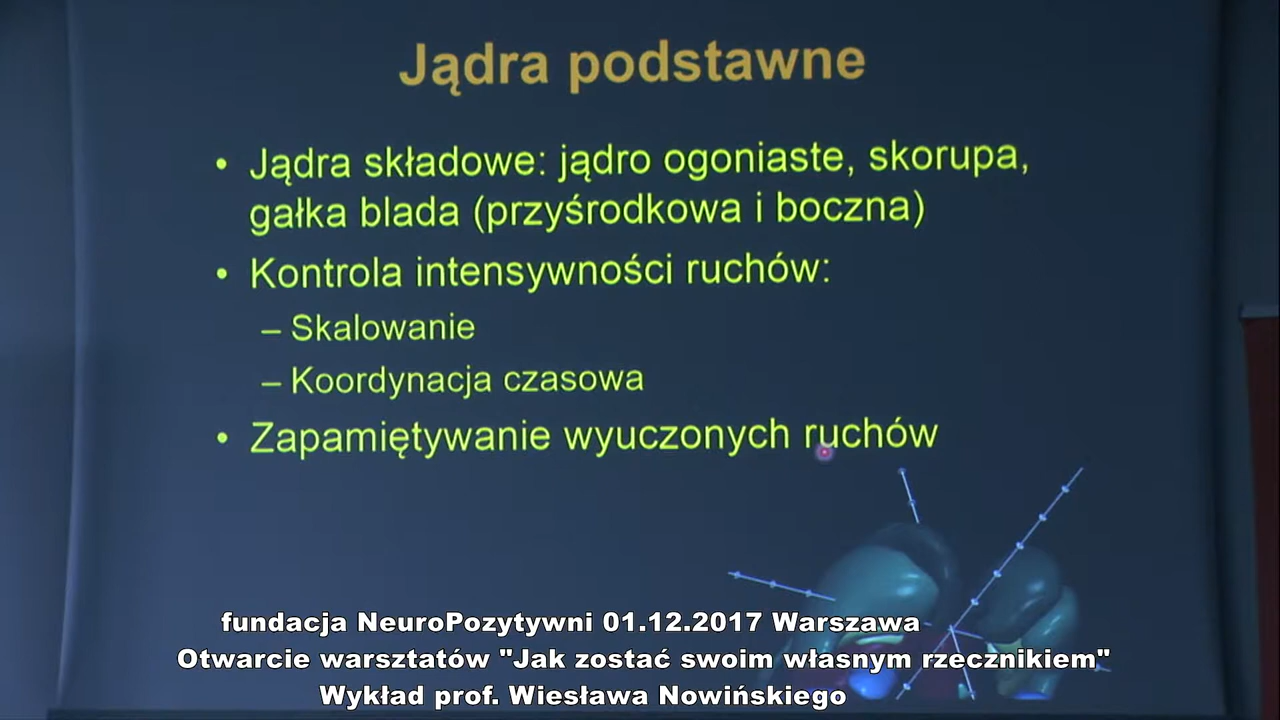 Jądra podstawne
• Jądra składowe: jądro ogoniaste, skorupa,
gałka blada (przyśrodkowa i boczna)
• Kontrola intensywności ruchów:
– Skalowanie
– Koordynacja czasowa
• Zapamiętywanie wyuczonych ruchów
fundacja NeuroPozytywni 01.12.2017 Warszawa
Otwarcie warsztatów "Jak zostać swoim własnym rzecznikiem"
Wykład prof. Wiesława Nowińskiego